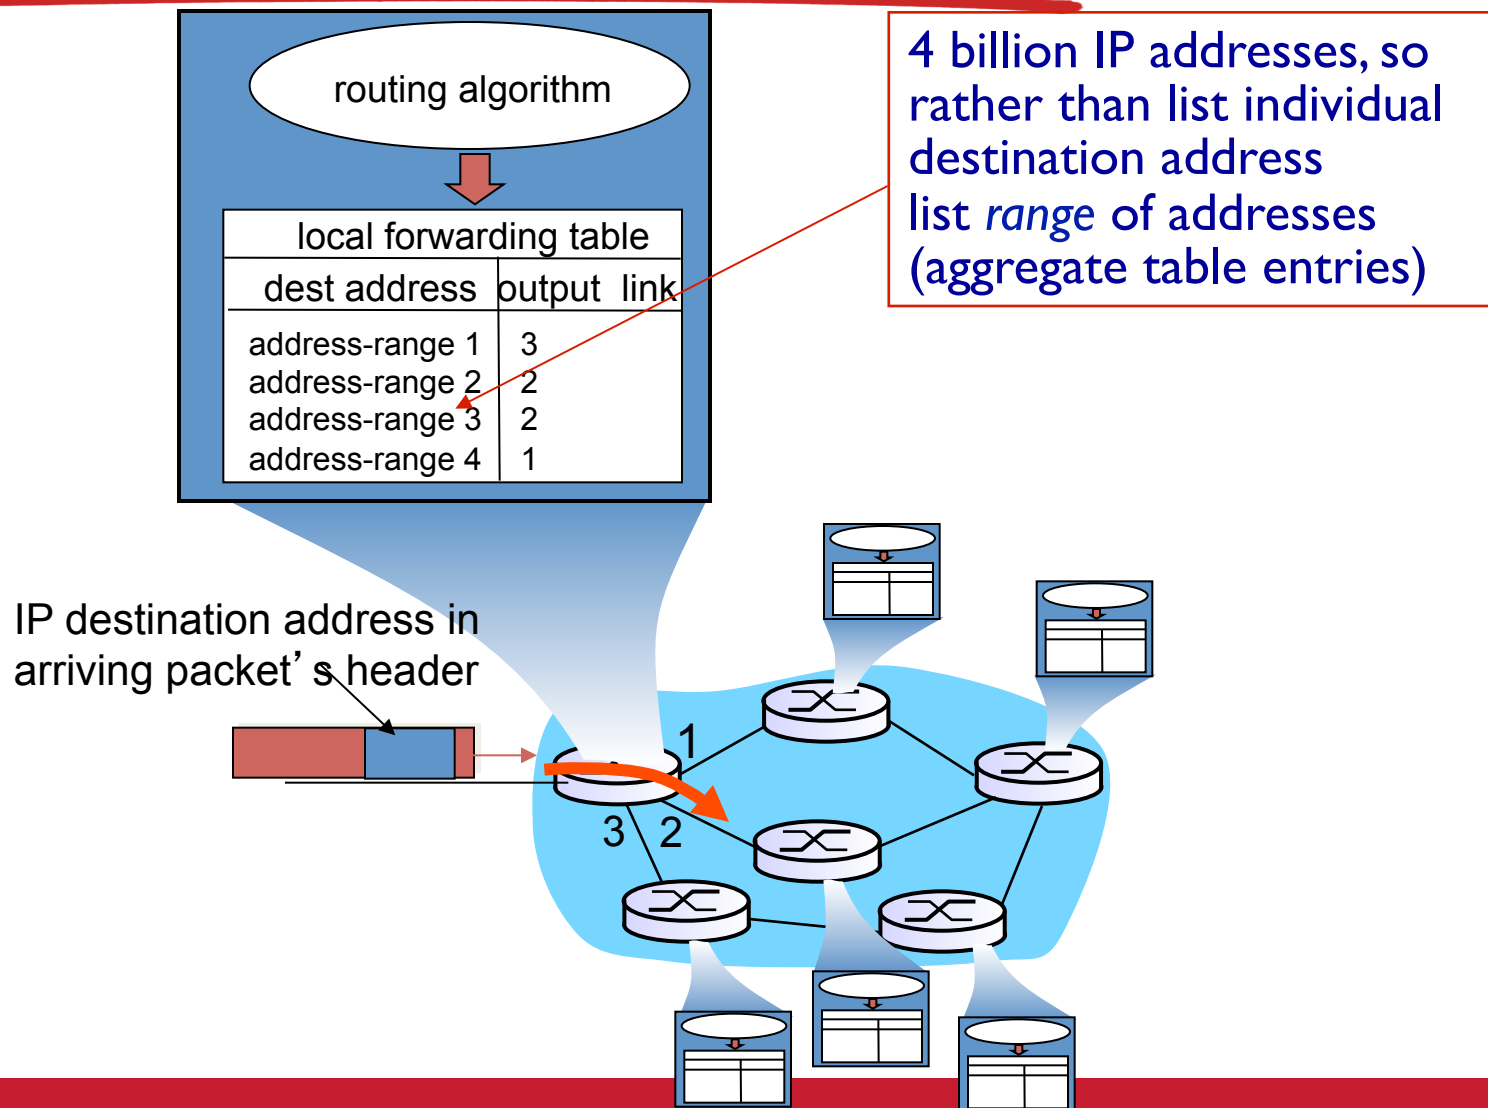 routing algorithm
local forwarding table
dest address output link
address-range 1 3
address-range 2 2
address-range 3 2
address-range 4 1
4 billion IP addresses, so
rather than list individual
destination address
list range of addresses
(aggregate table entries)
IP destination address in
arriving packet’s header
1
3 2